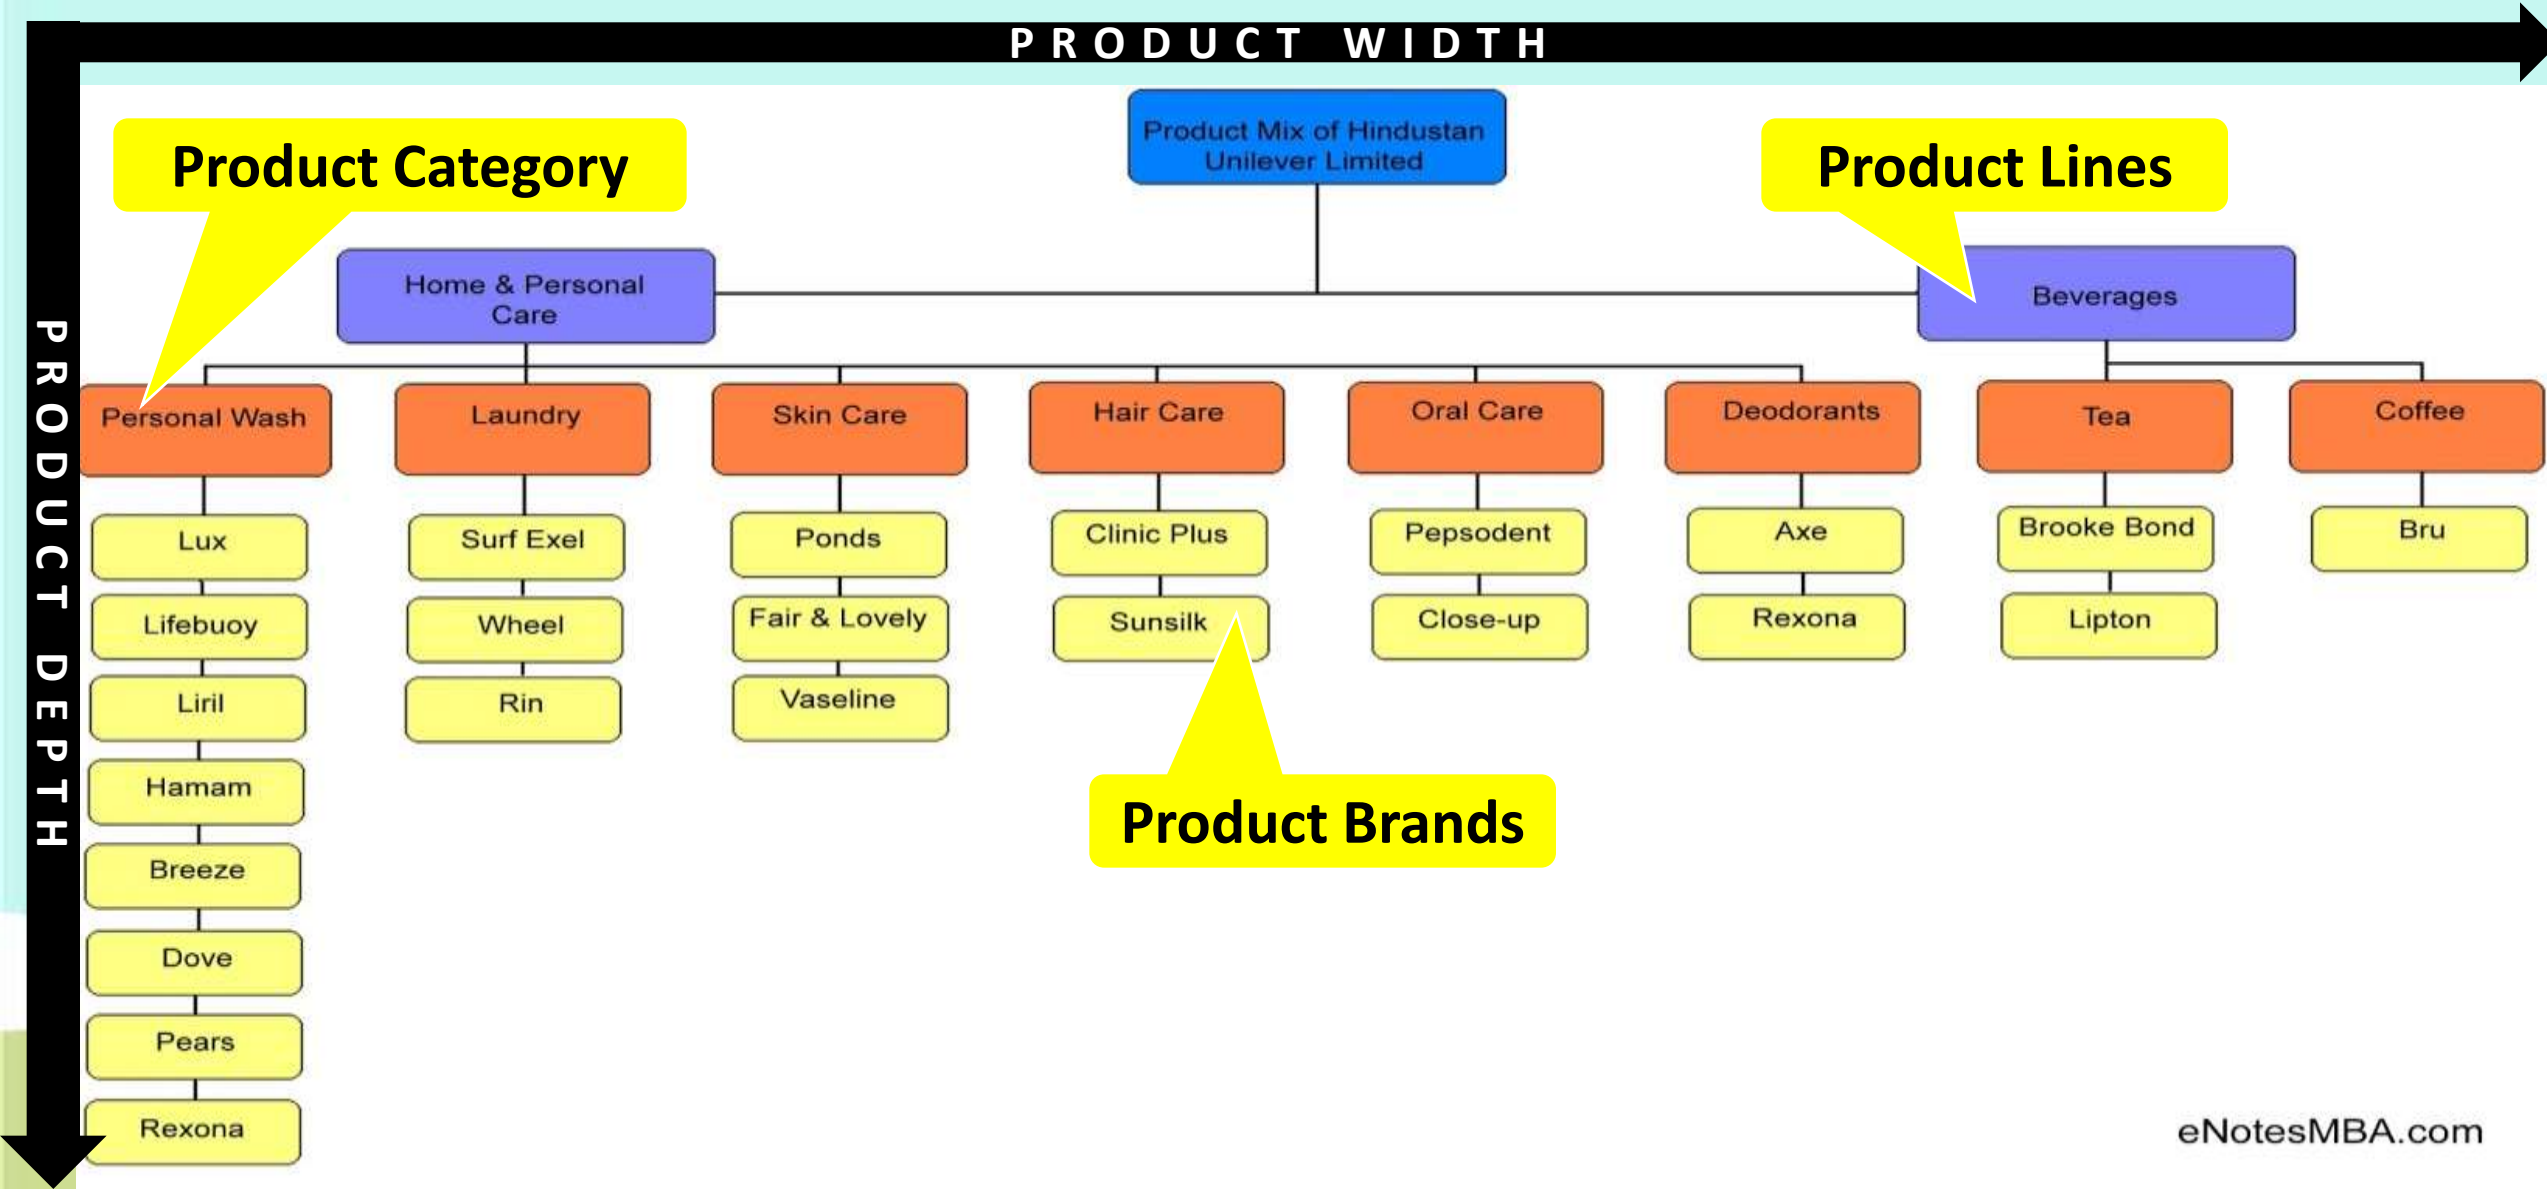 PRODUCT WIDTH
PRODUCT DEPTH
Product Mix of Hindustan
Unilever Limited
Product Category
Product Lines
Home & Personal
Care
Beverages
Personal Wash
Laundry
Skin Care
Hair Care
Oral Care
Deodorants
Tea
Coffee
Lux
Surf Exel
Ponds
Clinic Plus
Pepsodent
Axe
Brooke Bond
Bru
Lifebuoy
Wheel
Fair & Lovely
Sunsilk
Close-up
Rexona
Lipton
Liril
Rin
Vaseline
Hamam
Product Brands
Breeze
Dove
Pears
Rexona
eNotesMBA.com